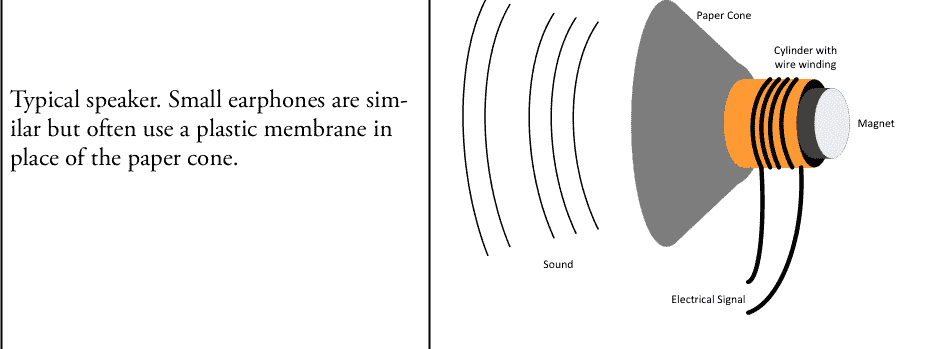 Typical speaker. Small earphones are sim-
ilar but often use a plastic membrane in
place of the paper cone.
Paper Cone
Cylinder with
wire winding
Magnet
Sound
Electrical Signal